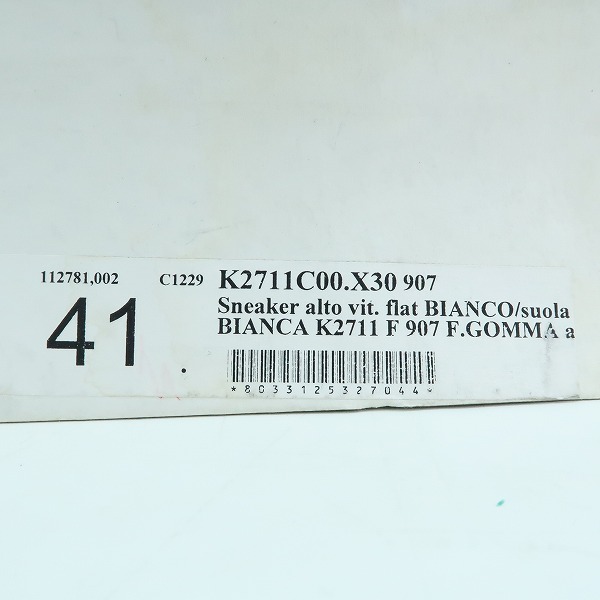 112781,002 C1229 K2711C00.X30 907
41
Sneaker alto vit. flat BIANCO/suola
BIANCA K2711 F 907 F.GOMMA a
*8033125327044*